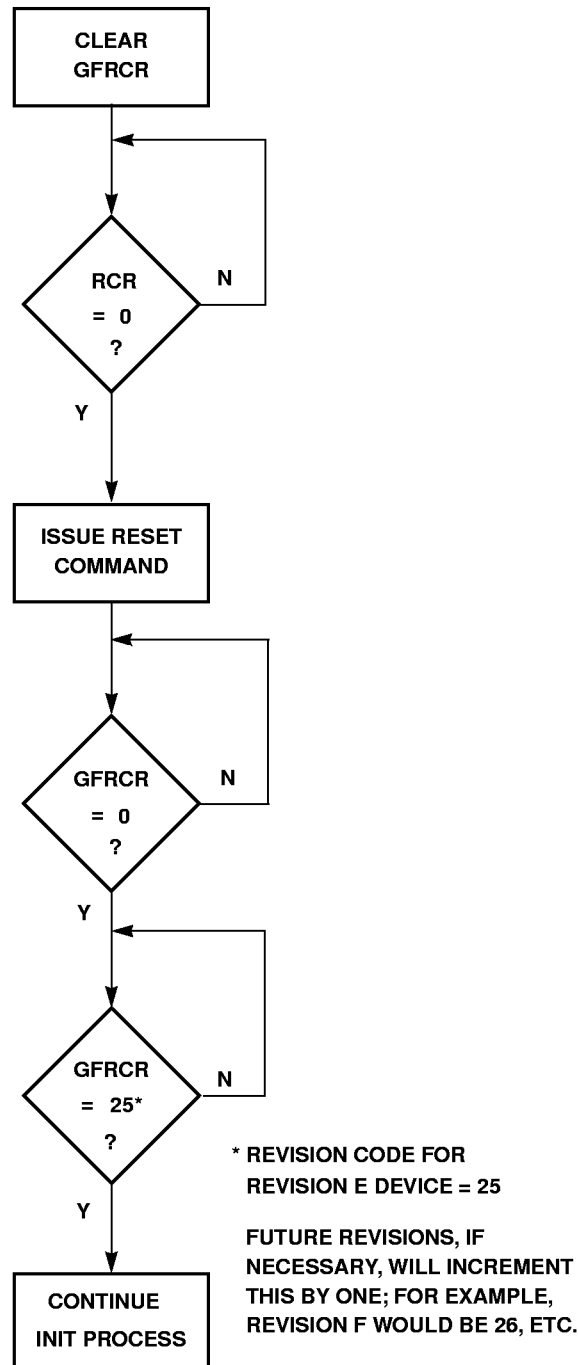 CLEAR
GFRCR
RCR
= 0
?
N
Y
ISSUE RESET
COMMAND
GFRCR
= 0
?
N
Y
GFRCR
= 25*
?
N
Y
* REVISION CODE FOR
REVISION E DEVICE = 25
FUTURE REVISIONS, IF
NECESSARY, WILL INCREMENT
THIS BY ONE; FOR EXAMPLE,
REVISION F WOULD BE 26, ETC.
CONTINUE
INIT PROCESS